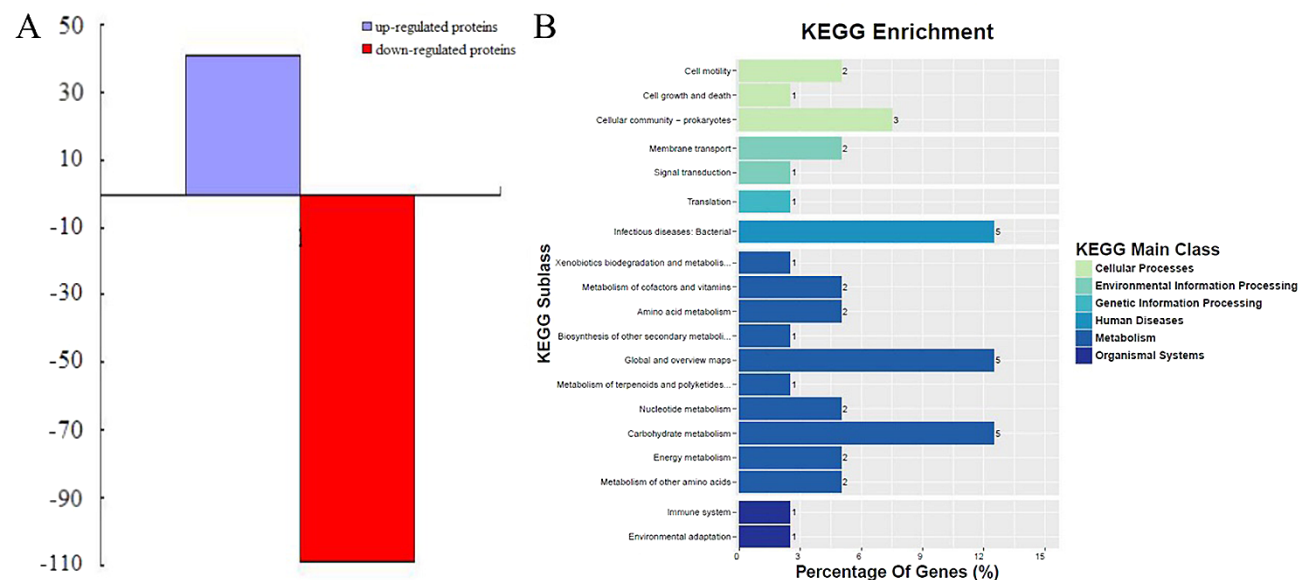 A
50
30
10
-10
-30
-50
-70
-90
-110
up-regulated proteins
down-regulated proteins
B
KEGG Enrichment
KEGG Sublass
Cell motility 2
Cell growth and death 1
Cellular community – prokaryotes 3
Membrane transport 2
Signal transduction 1
Translation 1
Infectious diseases: Bacterial 5
Xenobiotics biodegradation and metabolis... 1
Metabolism of cofactors and vitamins 2
Amino acid metabolism 2
Biosynthesis of other secondary metaboli... 1
Global and overview maps 5
Metabolism of terpenoids and polyketides... 1
Nucleotide metabolism 2
Carbohydrate metabolism 5
Energy metabolism 2
Metabolism of other amino acids 2
Immune system 1
Environmental adaptation 1
0 3 6 9 12 15
Percentage Of Genes (%)
KEGG Main Class
Cellular Processes
Environmental Information Processing
Genetic Information Processing
Human Diseases
Metabolism
Organismal Systems